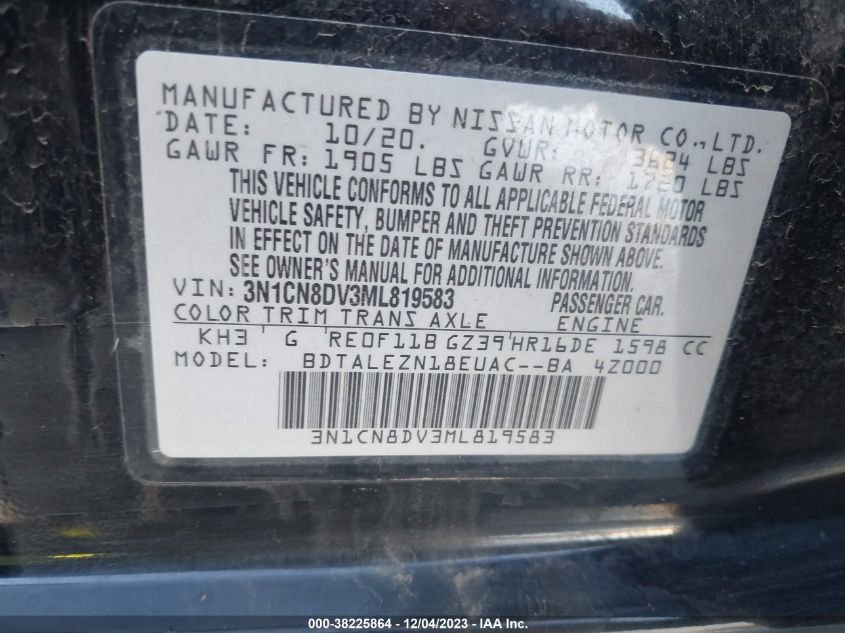 MANUFACTURED BY NISSAN MOTOR CO.,LTD.
DATE: 10/20. GVWR: LBS
GAWR FR: 1905 LBS GAWR RR: 1720 LBS
THIS VEHICLE CONFORMS TO ALL APPLICABLE FEDERAL MOTOR
VEHICLE SAFETY, BUMPER AND THEFT PREVENTION STANDARDS
IN EFFECT ON THE DATE OF MANUFACTURE SHOWN ABOVE.
SEE OWNER'S MANUAL FOR ADDITIONAL INFORMATION.
VIN: 3N1CN8DV3ML819583 PASSENGER CAR.
COLOR TRIM TRANS AXLE ENGINE
KH3 ' G ' RE0F11B GZ39'HR16DE 1598 CC
MODEL: BDTALEZN18EUAC--BA 4Z000
3N1CN8DV3ML819583
000-38225864 - 12/04/2023 - IAA Inc.